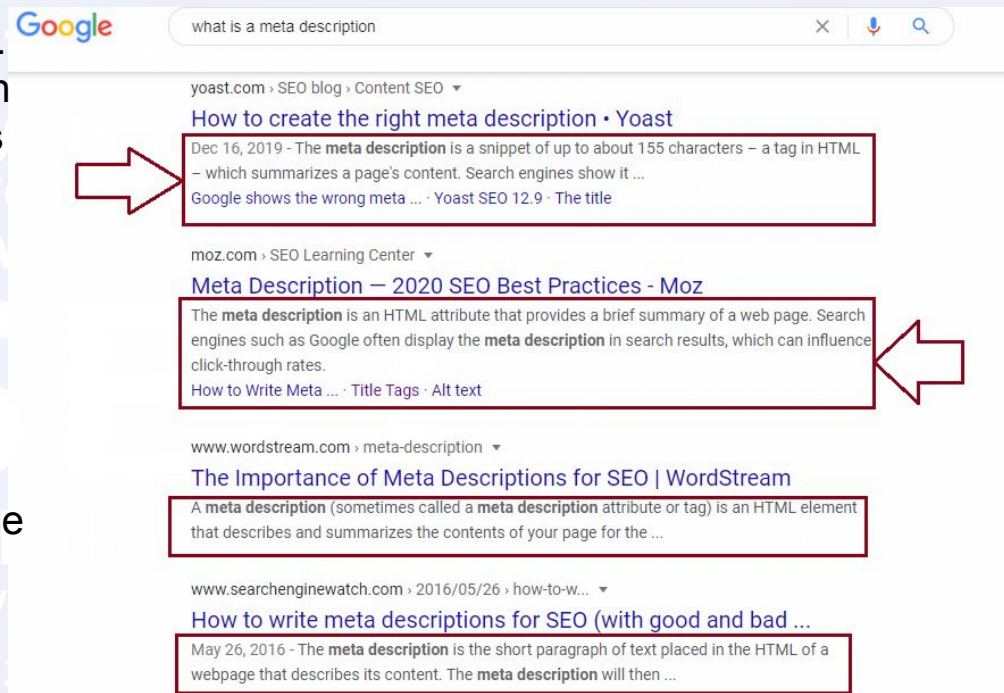 Google
what is a meta description
n
s
yoast.com › SEO blog › Content SEO
How to create the right meta description • Yoast
Dec 16, 2019 - The meta description is a snippet of up to about 155 characters – a tag in HTML
– which summarizes a page's content. Search engines show it ...
Google shows the wrong meta ... · Yoast SEO 12.9 · The title
moz.com › SEO Learning Center
Meta Description — 2020 SEO Best Practices - Moz
The meta description is an HTML attribute that provides a brief summary of a web page. Search
engines such as Google often display the meta description in search results, which can influence
click-through rates.
How to Write Meta ... · Title Tags · Alt text
www.wordstream.com › meta-description
The Importance of Meta Descriptions for SEO | WordStream
A meta description (sometimes called a meta description attribute or tag) is an HTML element
that describes and summarizes the contents of your page for the ...
e
www.searchenginewatch.com › 2016/05/26 › how-to-w...
How to write meta descriptions for SEO (with good and bad ...
May 26, 2016 - The meta description is the short paragraph of text placed in the HTML of a
webpage that describes its content. The meta description will then ...